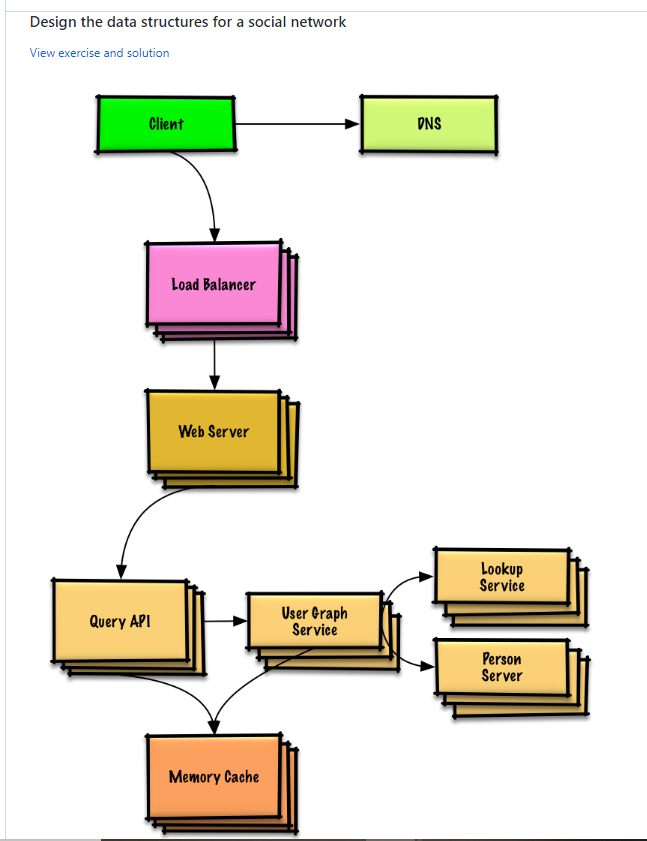 Design the data structures for a social network
View exercise and solution
Client
DNS
Load Balancer
Web Server
Lookup
Service
Query API
User Graph
Service
Person
Server
Memory Cache